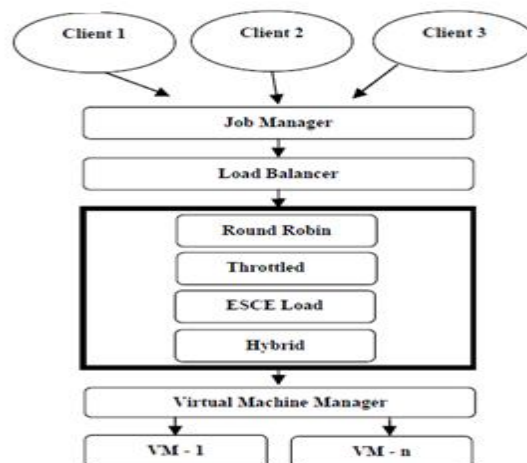 Client 1
Client 2
Client 3
Job Manager
Load Balancer
Round Robin
Throttled
ESCE Load
Hybrid
Virtual Machine Manager
VM - 1
VM - n